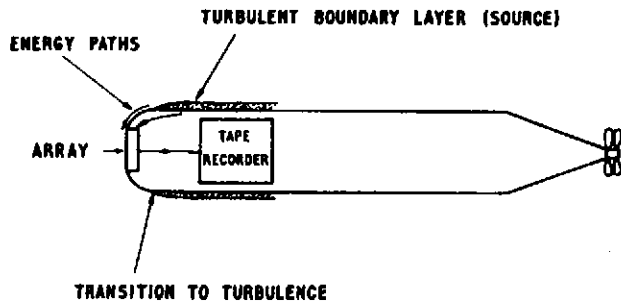 TURBULENT BOUNDARY LAYER (SOURCE)
ENERGY PATHS
ARRAY
TAPE
RECORDER
TRANSITION TO TURBULENCE